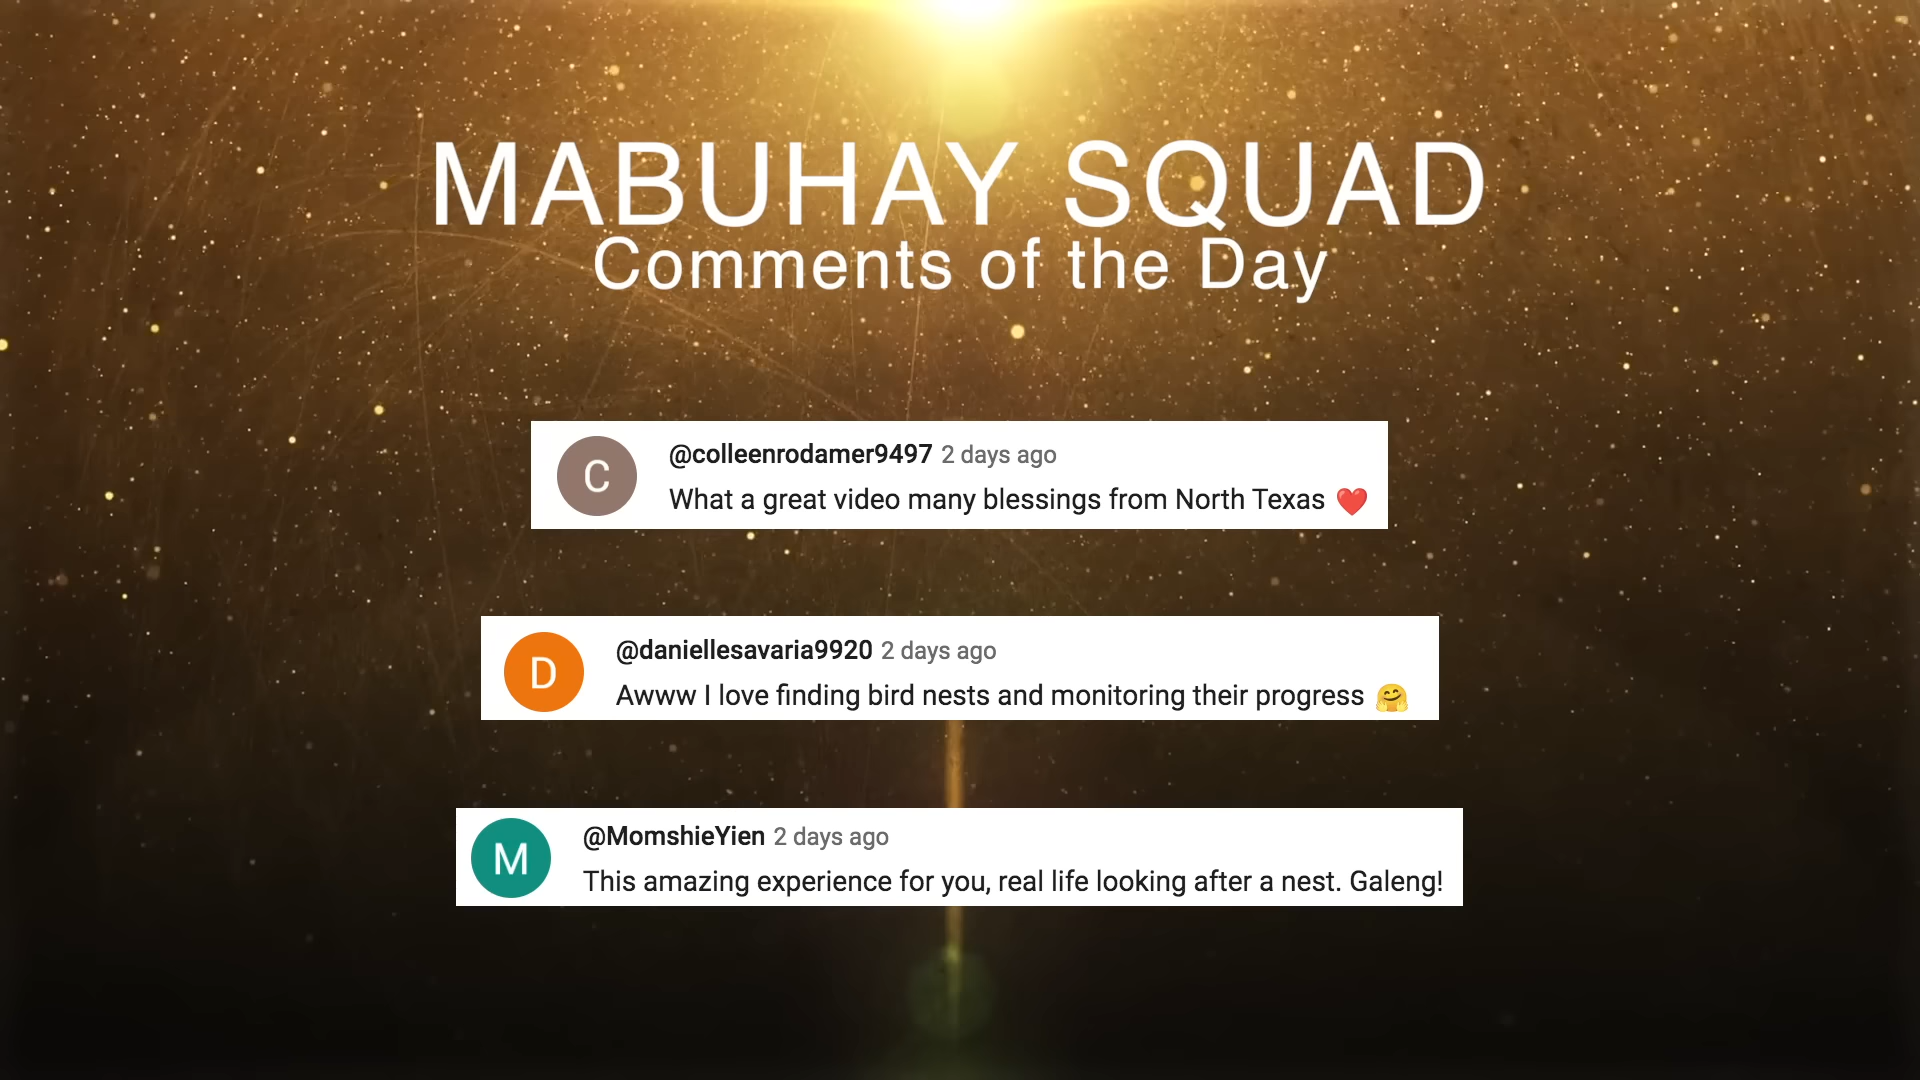 MABUHAY SQUAD
Comments of the Day
C
@colleenrodamer9497 2 days ago
What a great video many blessings from North Texas ❤️
D
@daniellesavaria9920 2 days ago
Awww I love finding bird nests and monitoring their progress 🤗
M
@MomshieYien 2 days ago
This amazing experience for you, real life looking after a nest. Galeng!